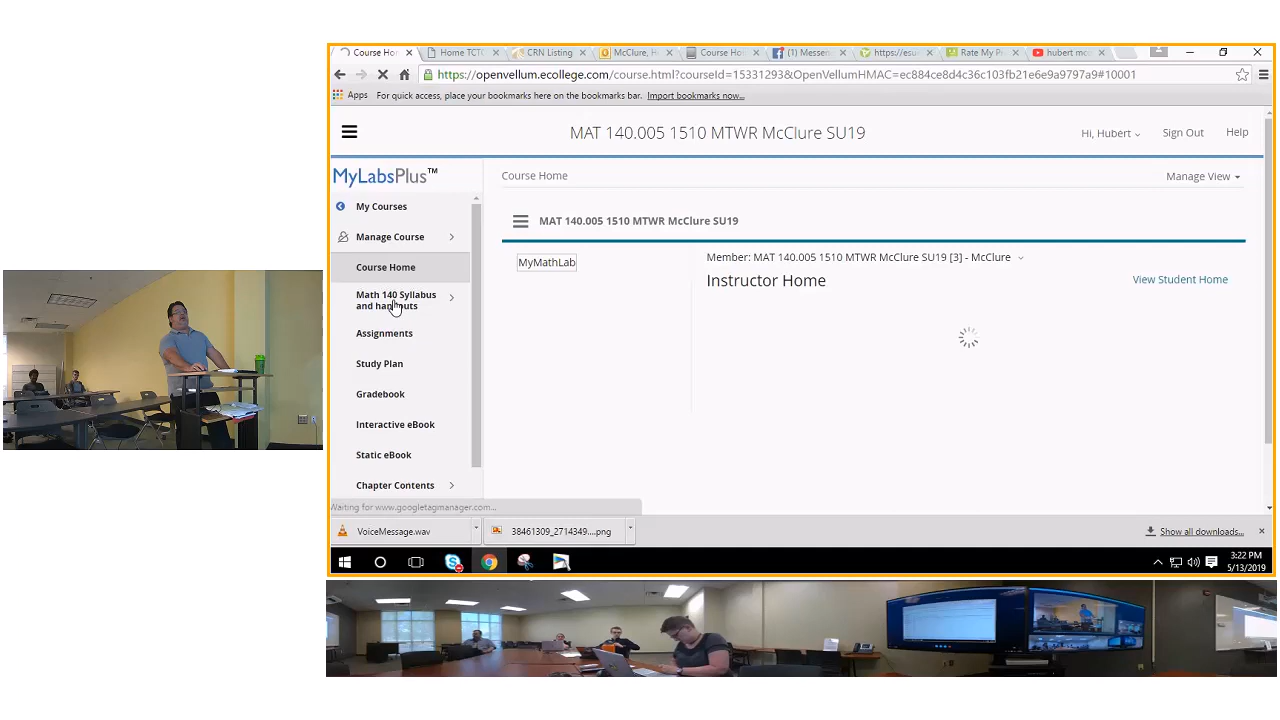 Course Ho
Home TCTC
CRN Listing
McClure, H
Course Ho
(1) Messen
https://esu
Rate My P
hubert mc
https://openvellum.ecollege.com/course.html?courseId=15331293&OpenVellumHMAC=ec884ce8d4c36c103fb21e6e9a9797a9#10001
Apps For quick access, place your bookmarks here on the bookmarks bar. Import bookmarks now...
MAT 140.005 1510 MTWR McClure SU19
Hi, Hubert Sign Out Help
MyLabsPlus™
Course Home
Manage View
My Courses
Manage Course
Course Home
Math 140 Syllabus
and handouts
Assignments
Study Plan
Gradebook
Interactive eBook
Static eBook
Chapter Contents
MAT 140.005 1510 MTWR McClure SU19
MyMathLab
Member: MAT 140.005 1510 MTWR McClure SU19 [3] - McClure
Instructor Home
View Student Home
Waiting for www.googletagmanager.com...
VoiceMessage.wav
38461309_2714349....png
Show all downloads...
3:22 PM
5/13/2019